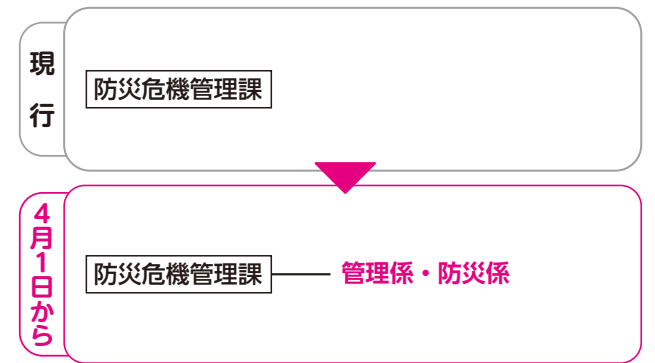 現行
防災危機管理課
4月1日から
防災危機管理課
管理係・防災係